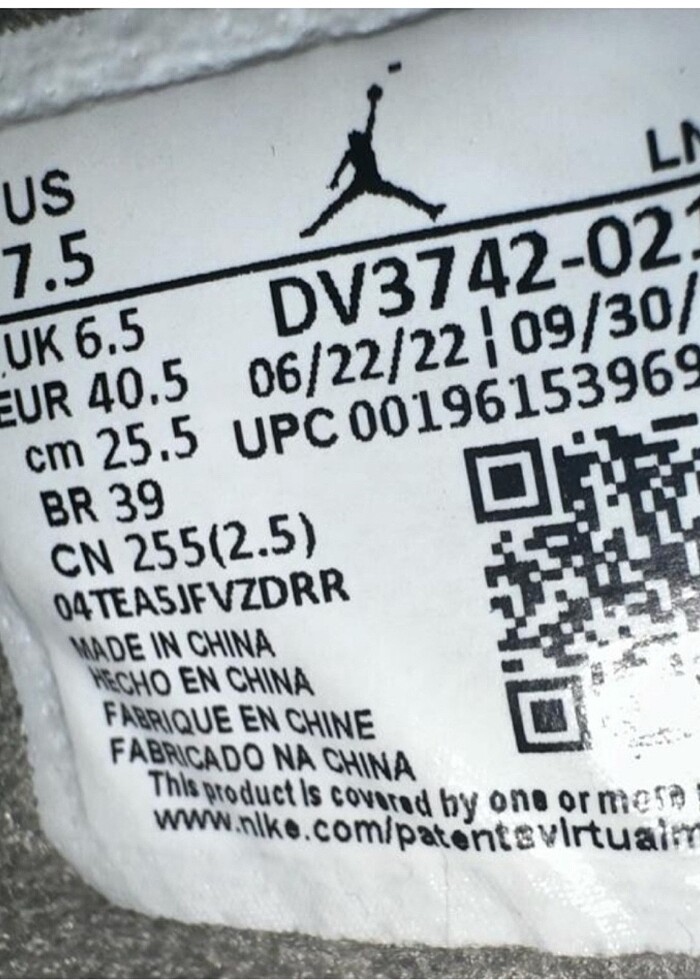 US
LN
7.5
DV3742-021
UK 6.5
06/22/22 | 09/30/
EUR 40.5
UPC 00196153969
cm 25.5
BR 39
CN 255(2.5)
04TEA5JFVZDRR
MADE IN CHINA
HECHO EN CHINA
FABRIQUE EN CHINE
FABRICADO NA CHINA
This product is covered by one or more
www.nike.com/patentsvirtualm